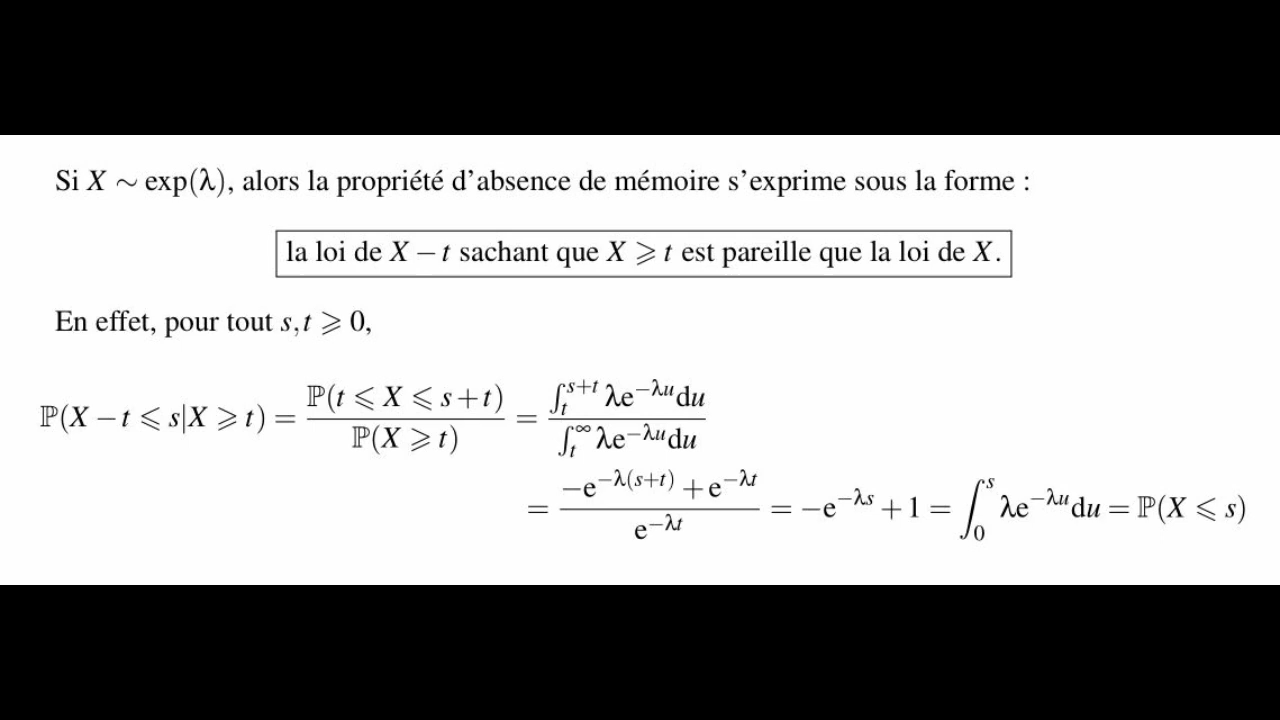 Si X ∼ exp(λ), alors la propriété d'absence de mémoire s'exprime sous la forme :
la loi de X − t sachant que X ⩾ t est pareille que la loi de X.
En effet, pour tout s,t ⩾ 0,
ℙ(X − t ⩽ s|X ⩾ t) = ℙ(t ⩽ X ⩽ s+t) / ℙ(X ⩾ t) = ∫_t^{s+t} λe^{−λu}du / ∫_t^∞ λe^{−λu}du
= (−e^{−λ(s+t)} + e^{−λt}) / e^{−λt} = −e^{−λs} + 1 = ∫_0^s λe^{−λu}du = ℙ(X ⩽ s)